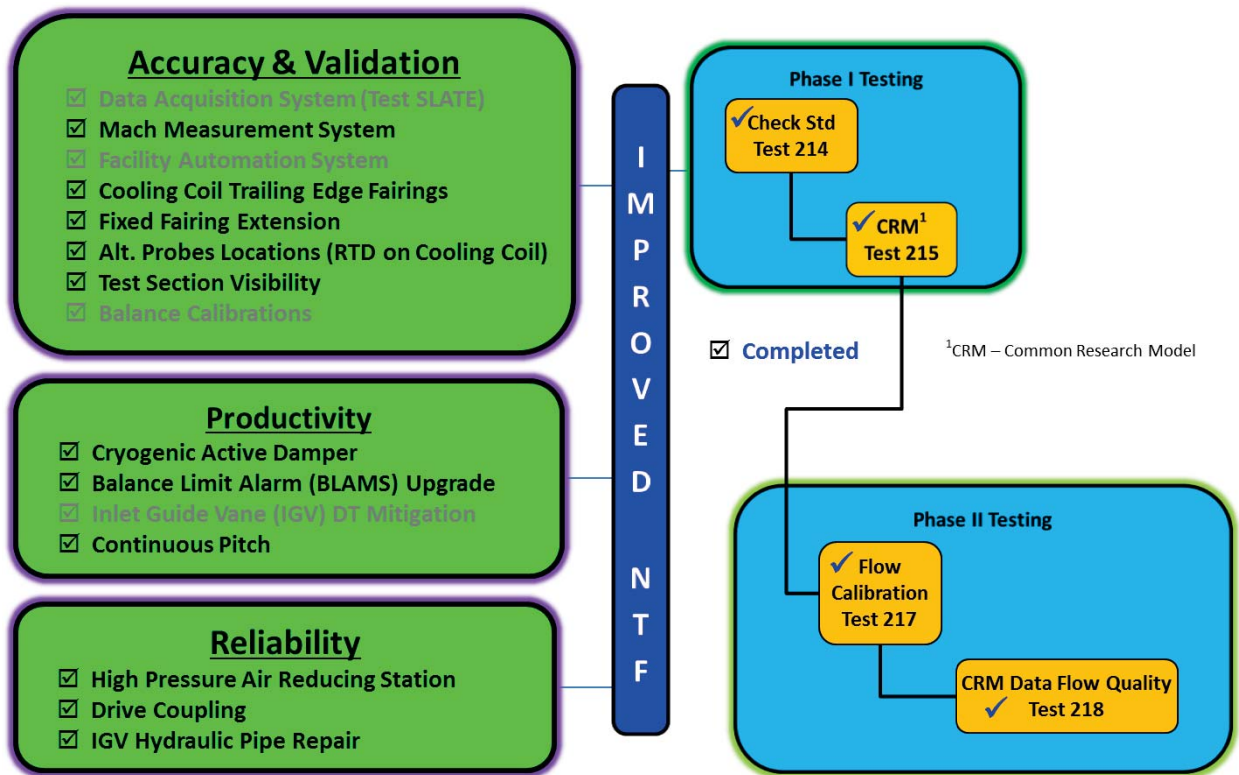 Accuracy & Validation
☑ Data Acquisition System (Test SLATE)
☑ Mach Measurement System
☑ Facility Automation System
☑ Cooling Coil Trailing Edge Fairings
☑ Fixed Fairing Extension
☑ Alt. Probes Locations (RTD on Cooling Coil)
☑ Test Section Visibility
☑ Balance Calibrations
Productivity
☑ Cryogenic Active Damper
☑ Balance Limit Alarm (BLAMS) Upgrade
☑ Inlet Guide Vane (IGV) DT Mitigation
☑ Continuous Pitch
Reliability
☑ High Pressure Air Reducing Station
☑ Drive Coupling
☑ IGV Hydraulic Pipe Repair
IMPROVED NTF
Phase I Testing
✓ Check Std
Test 214
✓ CRM¹
Test 215
☑ Completed
¹CRM – Common Research Model
Phase II Testing
✓ Flow
Calibration
Test 217
CRM Data Flow Quality
✓ Test 218